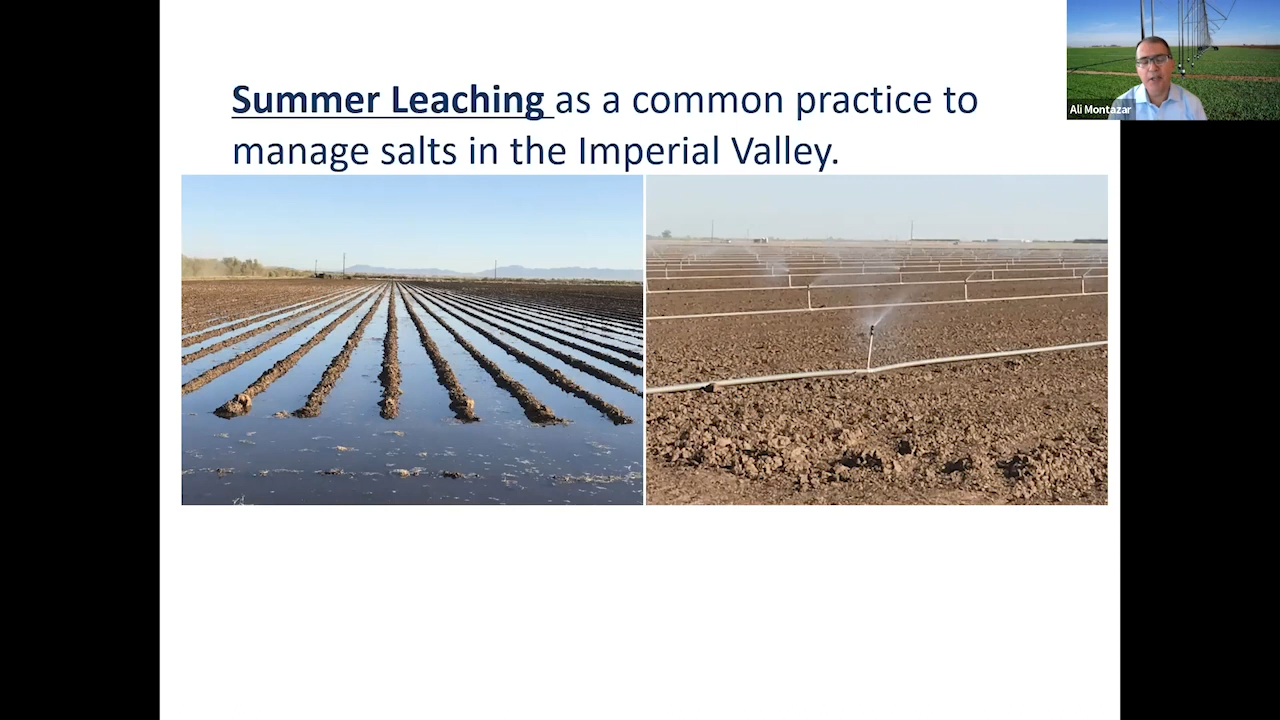 Summer Leaching as a common practice to
manage salts in the Imperial Valley.
Ali Montazar